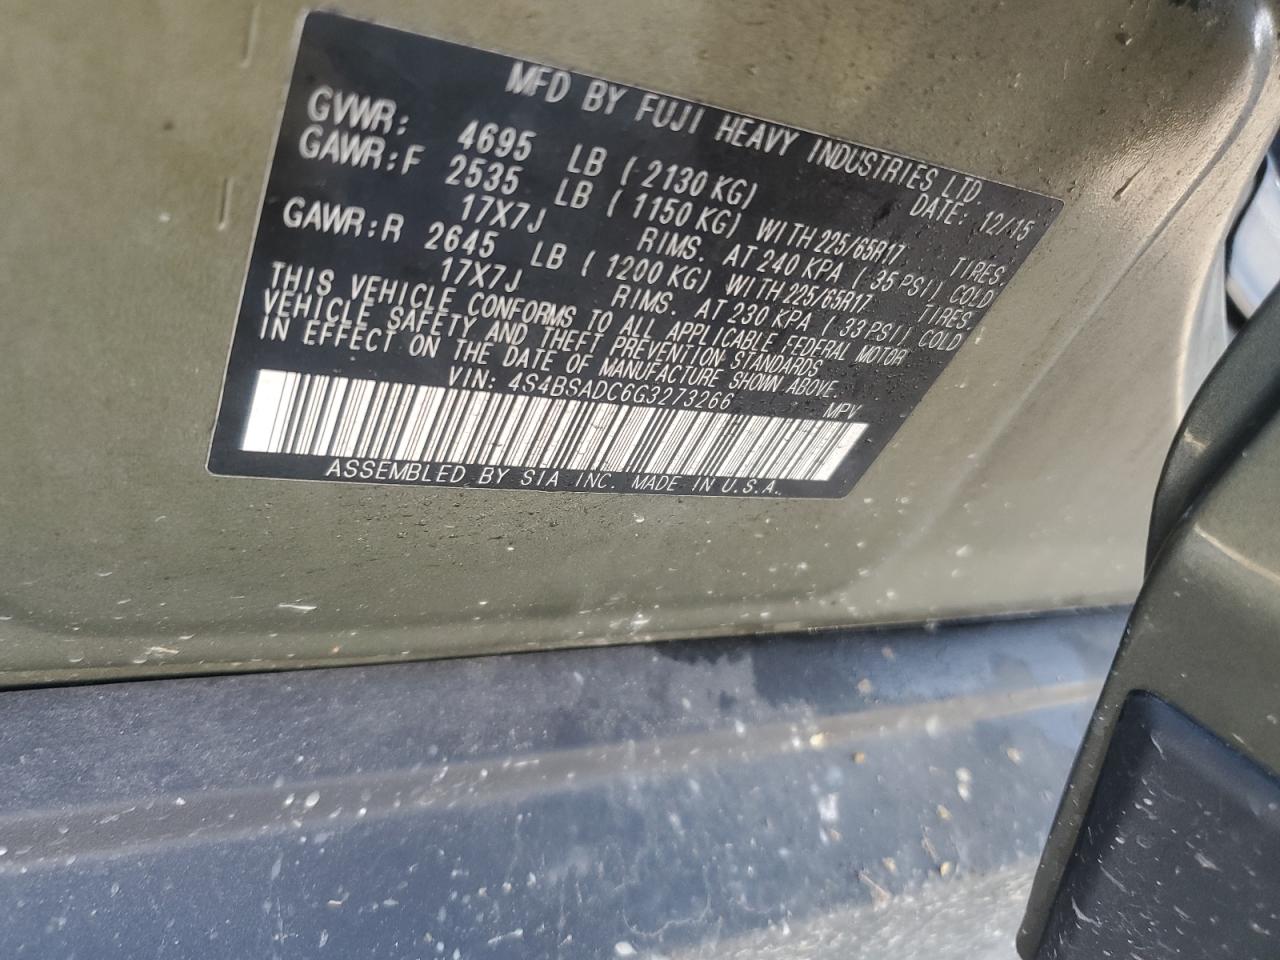 MFD BY FUJI HEAVY INDUSTRIES LTD.
DATE: 12/15
GVWR: 4695 LB ( 2130 KG)
GAWR:F 2535 LB ( 1150 KG) WITH 225/65R17 TIRES,
17X7J RIMS. AT 240 KPA ( 35 PSI) COLD
GAWR:R 2645 LB ( 1200 KG) WITH 225/65R17 TIRES,
17X7J RIMS. AT 230 KPA ( 33 PSI) COLD
THIS VEHICLE CONFORMS TO ALL APPLICABLE FEDERAL MOTOR
VEHICLE SAFETY AND THEFT PREVENTION STANDARDS
IN EFFECT ON THE DATE OF MANUFACTURE SHOWN ABOVE.
VIN: 4S4BSADC6G3273266 MPV
ASSEMBLED BY SIA INC. MADE IN U.S.A.